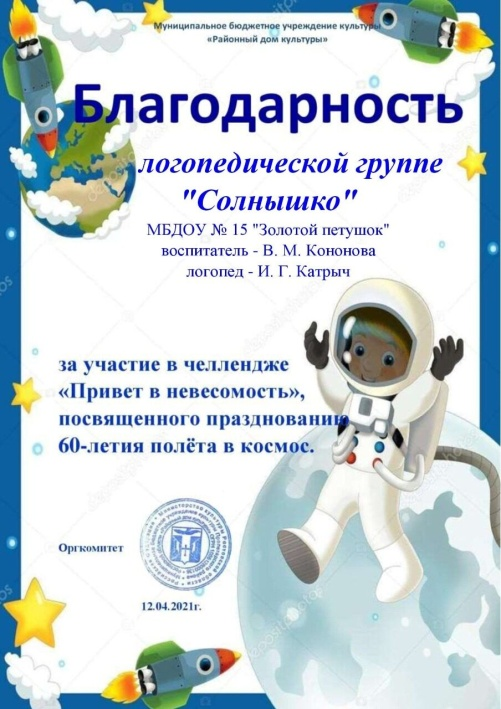 Муниципальное бюджетное учреждение культуры
«Районный дом культуры»
Благодарность
логопедической группе
"Солнышко"
МБДОУ № 15 "Золотой петушок"
воспитатель - В. М. Кононова
логопед - И. Г. Катрыч
за участие в челлендже
«Привет в невесомость»,
посвященного празднованию
60-летия полёта в космос.
Оргкомитет
12.04.2021г.